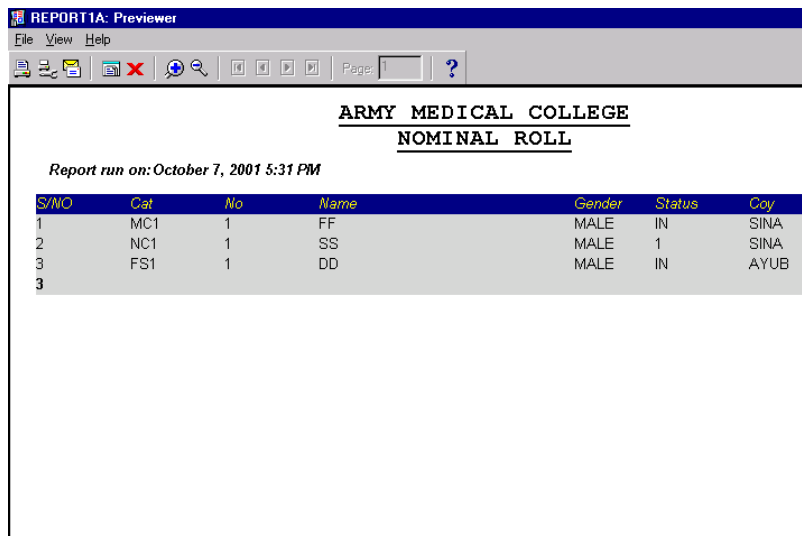 REPORT1A: Previewer
File View Help
Page: 1 ?
ARMY MEDICAL COLLEGE
NOMINAL ROLL
Report run on: October 7, 2001 5:31 PM
S/NO Cat No Name Gender Status Coy
1 MC1 1 FF MALE IN SINA
2 NC1 1 SS MALE 1 SINA
3 FS1 1 DD MALE IN AYUB
3